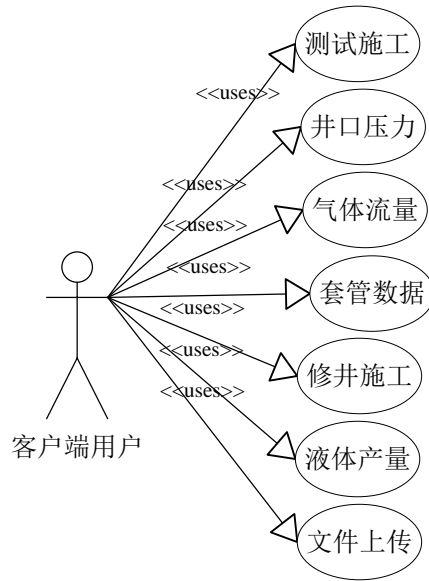 测试施工
<<uses>>
井口压力
<<uses>>
气体流量
<<uses>>
<<uses>>
套管数据
<<uses>>
修井施工
<<uses>>
<<uses>>
客户端用户
液体产量
文件上传